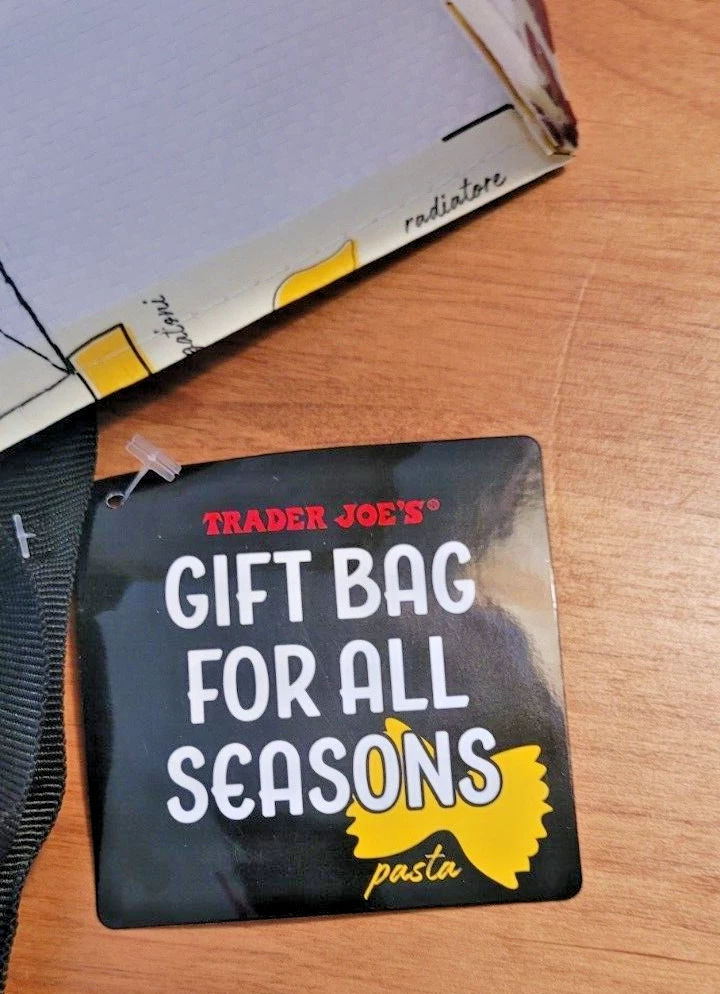 radiatore
TRADER JOE'S®
GIFT BAG
FOR ALL
SEASONS
pasta